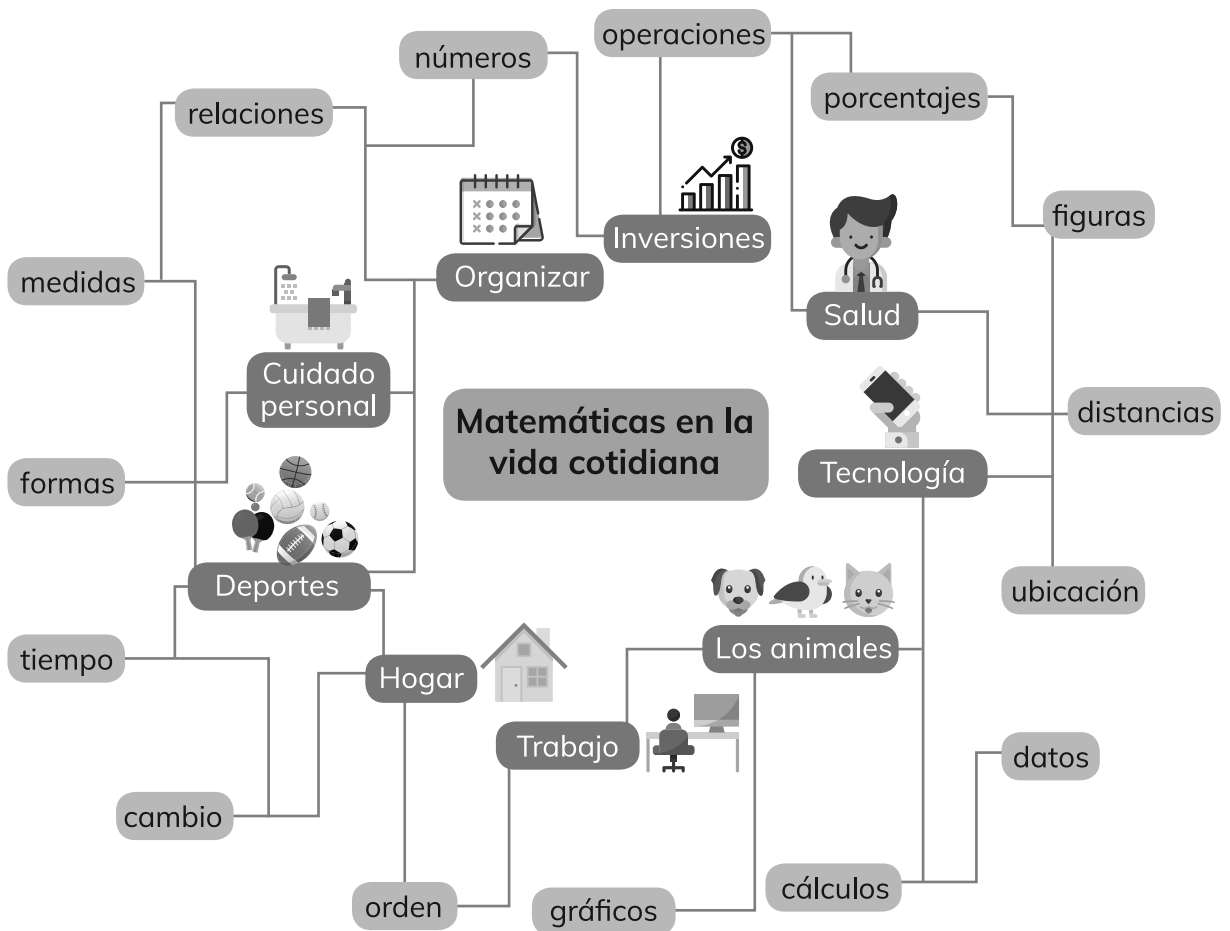 operaciones
números
porcentajes
relaciones
figuras
Inversiones
medidas
Organizar
Salud
Cuidado
personal
distancias
Matemáticas en la
vida cotidiana
formas
Tecnología
Deportes
ubicación
tiempo
Los animales
Hogar
Trabajo
datos
cambio
cálculos
orden
gráficos
$